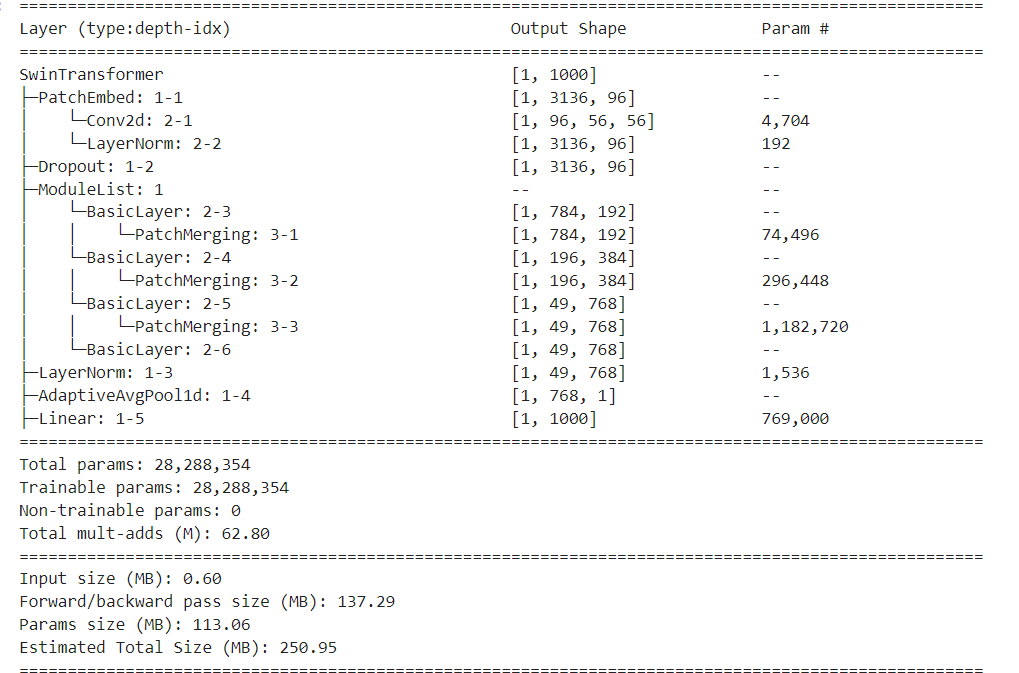 ====================================================================================================
Layer (type:depth-idx)                             Output Shape              Param #
====================================================================================================
SwinTransformer                                    [1, 1000]                 --
├─PatchEmbed: 1-1                                  [1, 3136, 96]             --
│    └─Conv2d: 2-1                                 [1, 96, 56, 56]           4,704
│    └─LayerNorm: 2-2                              [1, 3136, 96]             192
├─Dropout: 1-2                                     [1, 3136, 96]             --
├─ModuleList: 1                                    --                        --
│    └─BasicLayer: 2-3                             [1, 784, 192]             --
│    │    └─PatchMerging: 3-1                      [1, 784, 192]             74,496
│    └─BasicLayer: 2-4                             [1, 196, 384]             --
│    │    └─PatchMerging: 3-2                      [1, 196, 384]             296,448
│    └─BasicLayer: 2-5                             [1, 49, 768]              --
│    │    └─PatchMerging: 3-3                      [1, 49, 768]              1,182,720
│    └─BasicLayer: 2-6                             [1, 49, 768]              --
├─LayerNorm: 1-3                                   [1, 49, 768]              1,536
├─AdaptiveAvgPool1d: 1-4                           [1, 768, 1]               --
├─Linear: 1-5                                      [1, 1000]                 769,000
====================================================================================================
Total params: 28,288,354
Trainable params: 28,288,354
Non-trainable params: 0
Total mult-adds (M): 62.80
====================================================================================================
Input size (MB): 0.60
Forward/backward pass size (MB): 137.29
Params size (MB): 113.06
Estimated Total Size (MB): 250.95
====================================================================================================